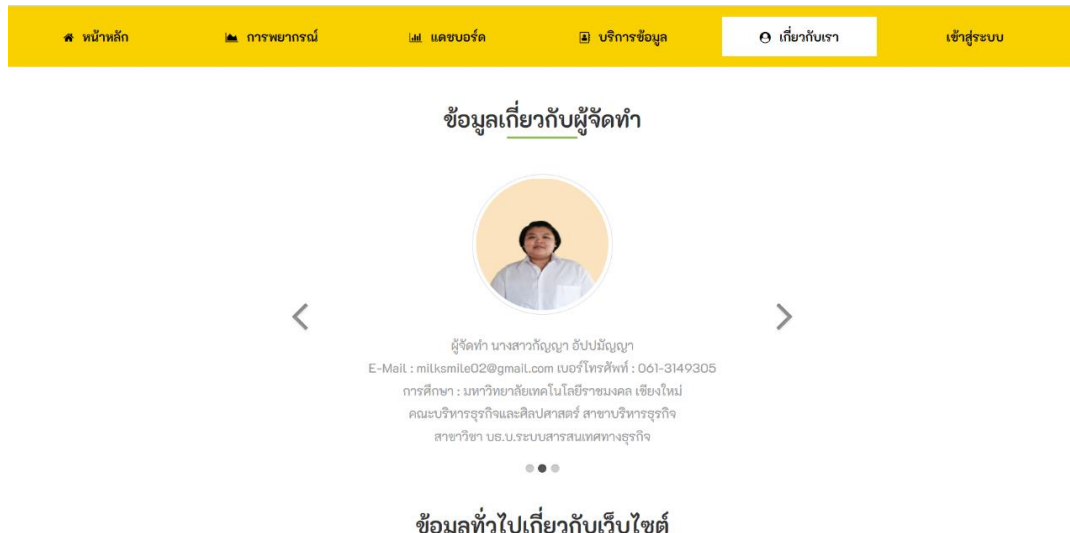 หน้าหลัก การพยากรณ์ แดชบอร์ด บริการข้อมูล เกี่ยวกับเรา เข้าสู่ระบบ
ข้อมูลเกี่ยวกับผู้จัดทำ
ผู้จัดทำ นางสาวกัญญา อัปปมัญญา
E-Mail : milksmile02@gmail.com เบอร์โทรศัพท์ : 061-3149305
การศึกษา : มหาวิทยาลัยเทคโนโลยีราชมงคล เชียงใหม่
คณะบริหารธุรกิจและศิลปศาสตร์ สาขาบริหารธุรกิจ
สาขาวิชา บธ.บ.ระบบสารสนเทศทางธุรกิจ
ข้อมูลทั่วไปเกี่ยวกับเว็บไซต์